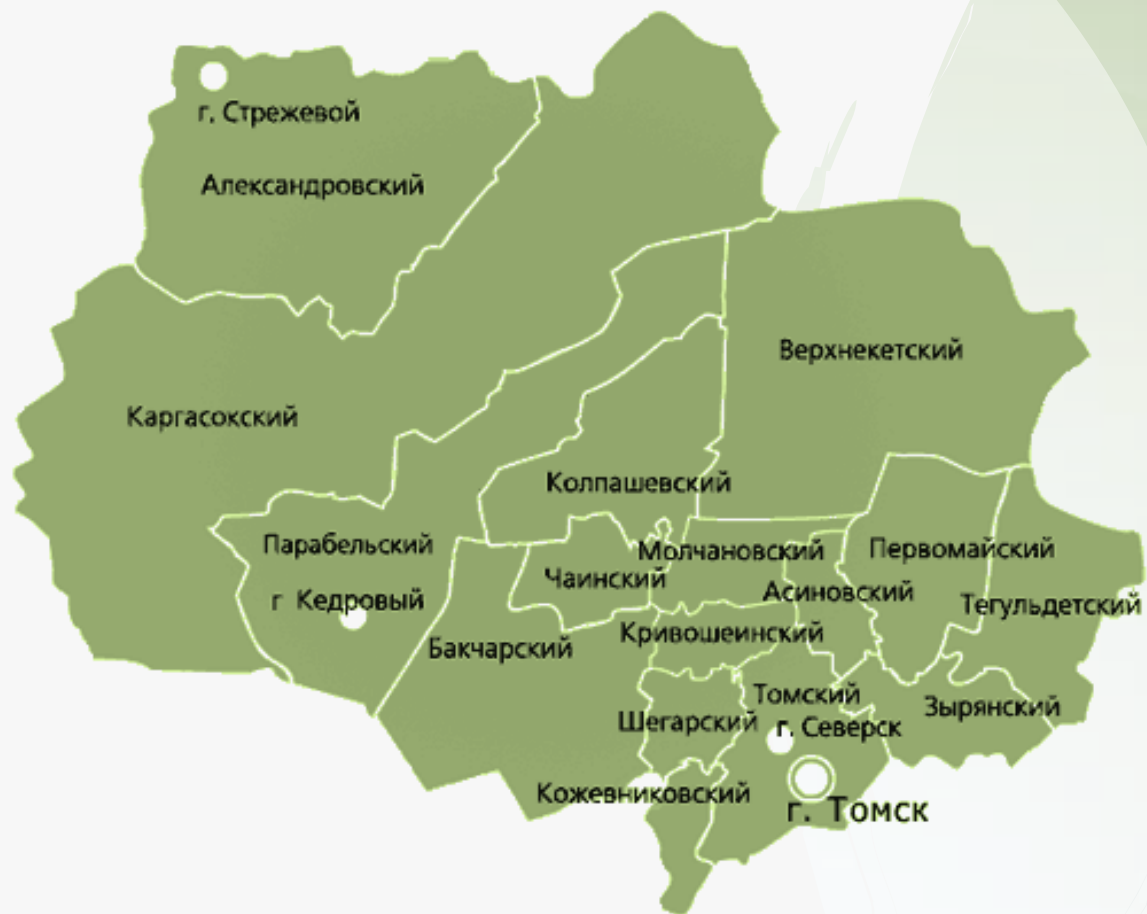 г. Стрежевой
Александровский
Верхнекетский
Каргасокский
Колпашевский
Парабельский
Молчановский
Первомайский
Чаинский
Асиновский
г Кедровый
Тегульдетский
Кривошеинский
Бакчарский
Томский
Зырянский
Шегарский
г. Северск
Кожевниковский
г. Томск